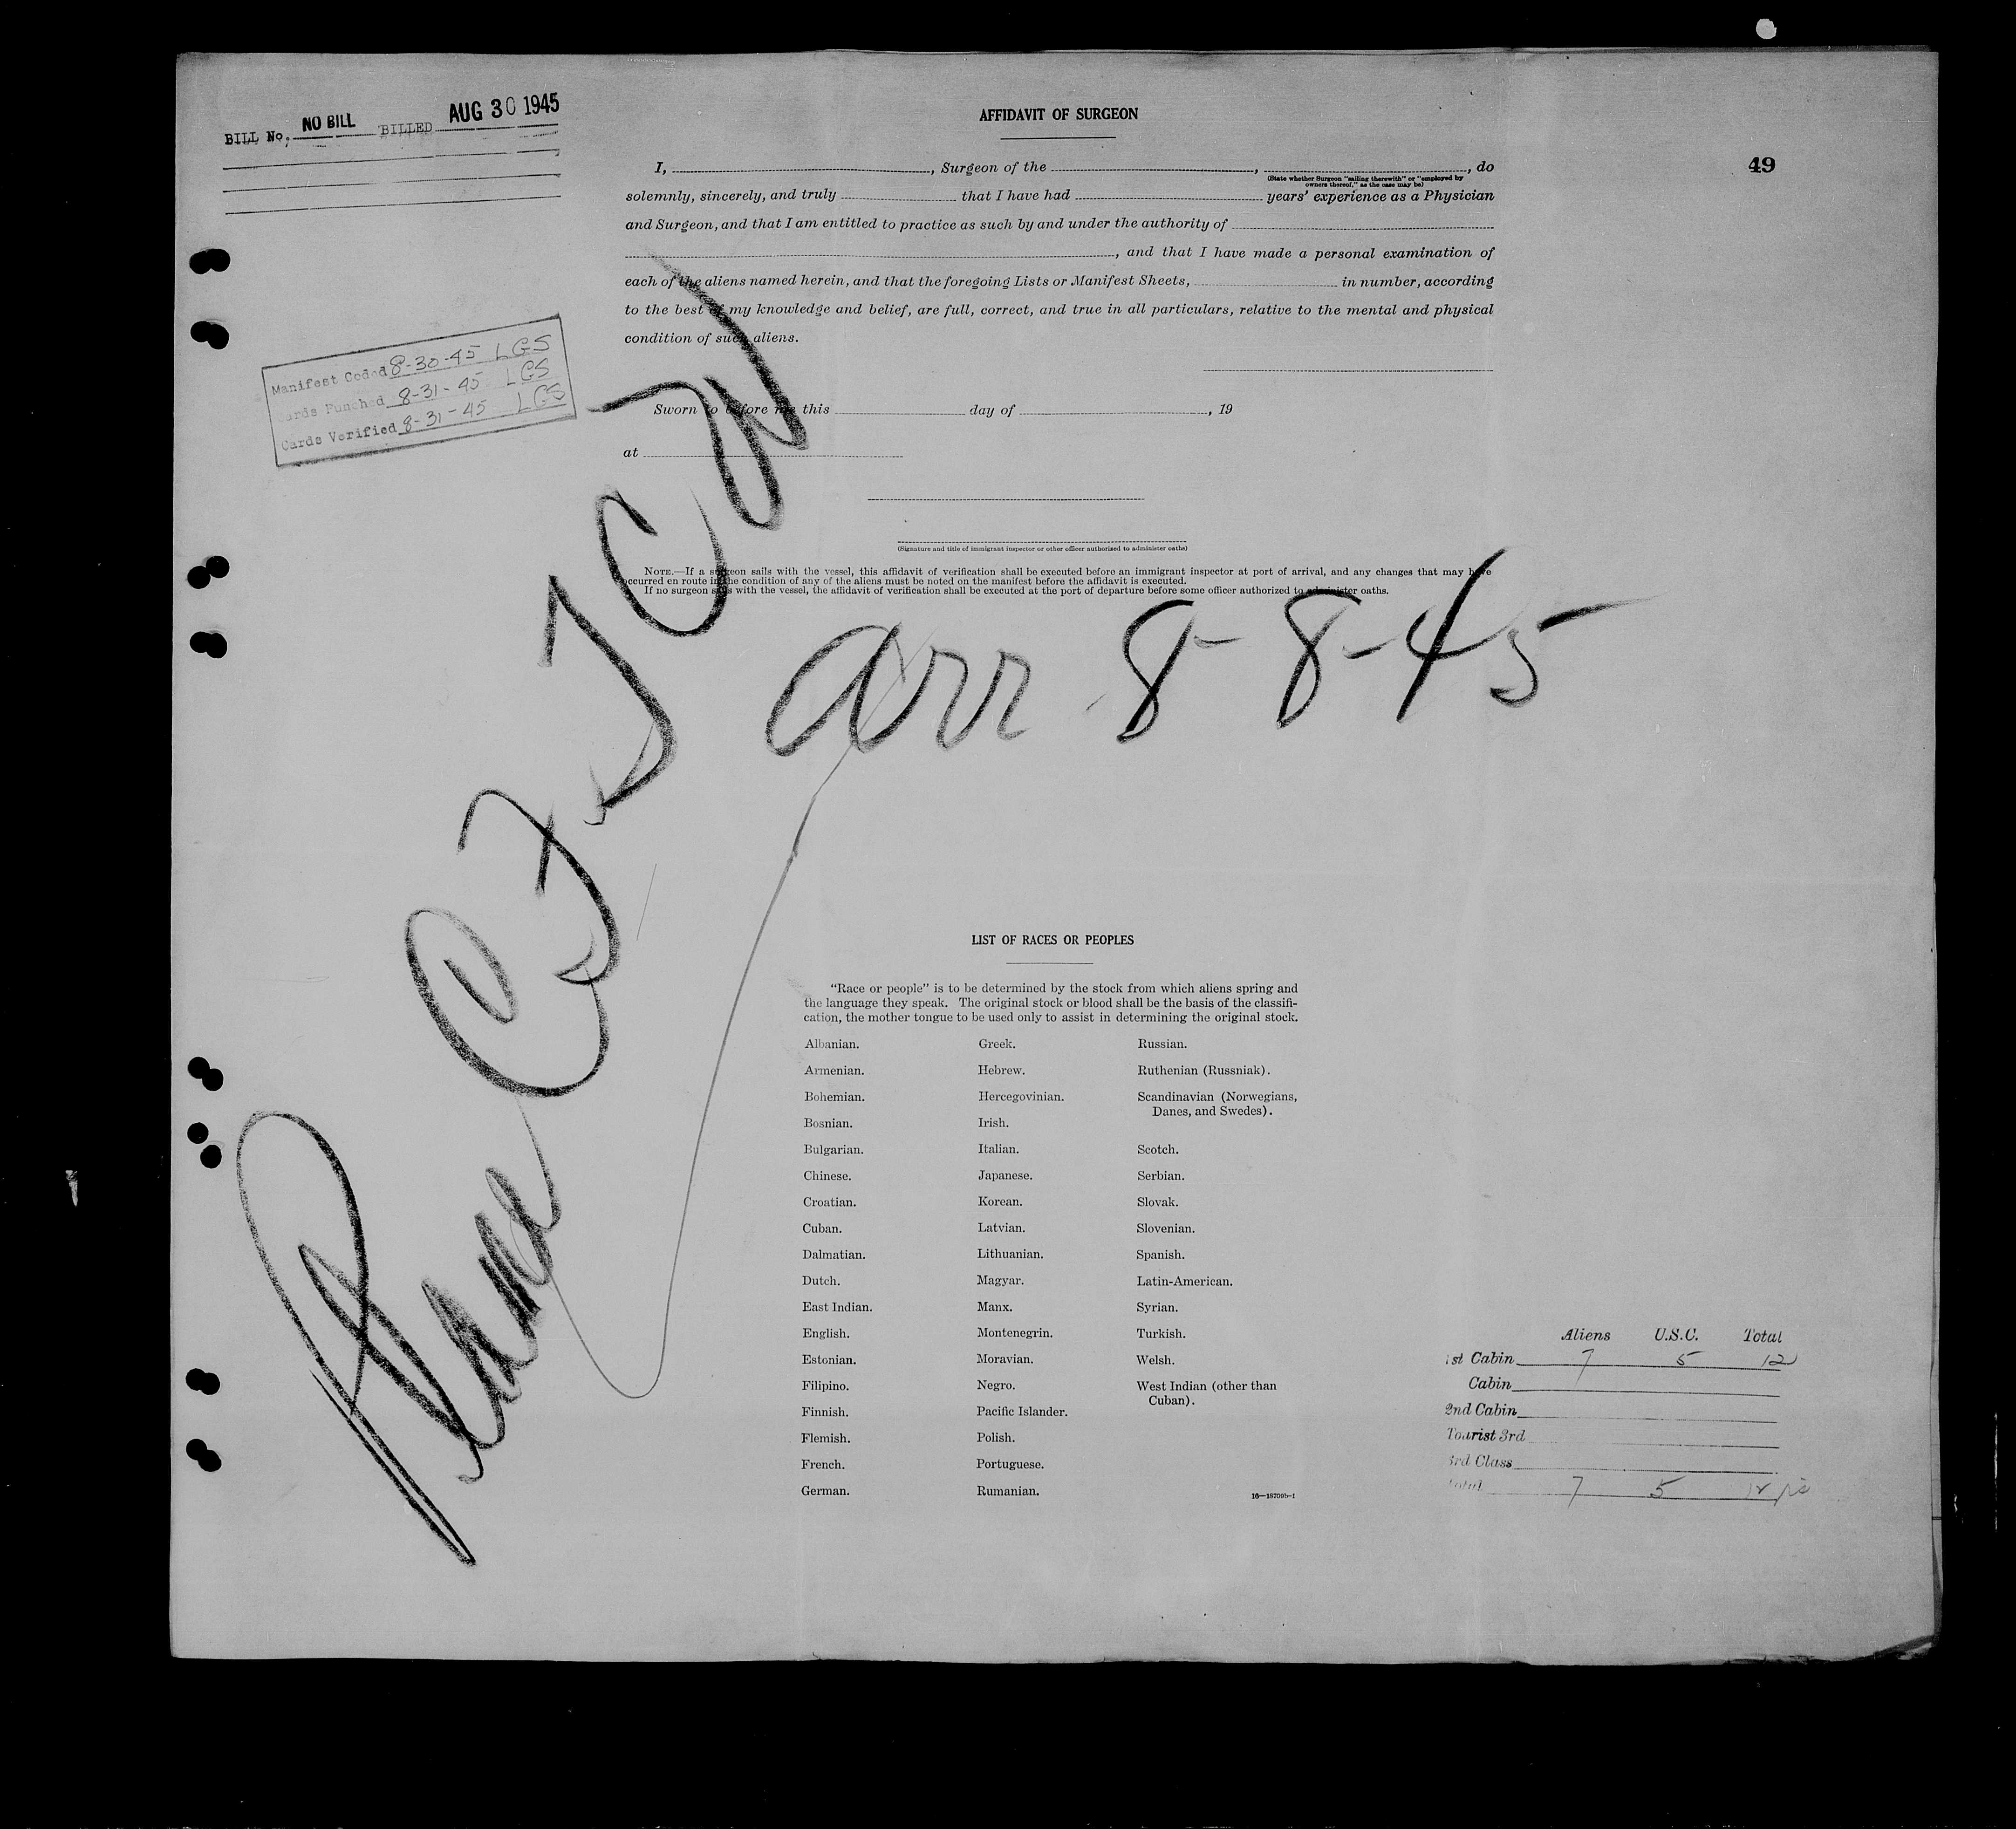 BILL No. NO BILL BILLED AUG 30 1945
AFFIDAVIT OF SURGEON
49
I, , Surgeon of the , , do
(State whether Surgeon "sailing therewith" or "employed by
owners thereof," as the case may be)
solemnly, sincerely, and truly that I have had years' experience as a Physician
and Surgeon, and that I am entitled to practice as such by and under the authority of
, and that I have made a personal examination of
each of the aliens named herein, and that the foregoing Lists or Manifest Sheets, in number, according
to the best of my knowledge and belief, are full, correct, and true in all particulars, relative to the mental and physical
condition of such aliens.
Manifest Coded 8-30-45 LGS
Cards Punched 8-31-45 LGS
Cards Verified 8-31-45 LGS
Sworn to before me this day of , 19
at
(Signature and title of immigrant inspector or other officer authorized to administer oaths)
NOTE.—If a surgeon sails with the vessel, this affidavit of verification shall be executed before an immigrant inspector at port of arrival, and any changes that may have
occurred en route in the condition of any of the aliens must be noted on the manifest before the affidavit is executed.
If no surgeon sails with the vessel, the affidavit of verification shall be executed at the port of departure before some officer authorized to administer oaths.
Plane CF-TCW
arr 8-8-45
LIST OF RACES OR PEOPLES
"Race or people" is to be determined by the stock from which aliens spring and
the language they speak. The original stock or blood shall be the basis of the classifi-
cation, the mother tongue to be used only to assist in determining the original stock.
Albanian. Greek. Russian.
Armenian. Hebrew. Ruthenian (Russniak).
Bohemian. Hercegovinian. Scandinavian (Norwegians,
Danes, and Swedes).
Bosnian. Irish.
Bulgarian. Italian. Scotch.
Chinese. Japanese. Serbian.
Croatian. Korean. Slovak.
Cuban. Latvian. Slovenian.
Dalmatian. Lithuanian. Spanish.
Dutch. Magyar. Latin-American.
East Indian. Manx. Syrian.
English. Montenegrin. Turkish.
Estonian. Moravian. Welsh.
Filipino. Negro. West Indian (other than
Cuban).
Finnish. Pacific Islander.
Flemish. Polish.
French. Portuguese.
German. Rumanian.
16—18709b-1
Aliens U.S.C. Total
1st Cabin 7 5 12
Cabin
2nd Cabin
Tourist 3rd
3rd Class
Total 7 5 12